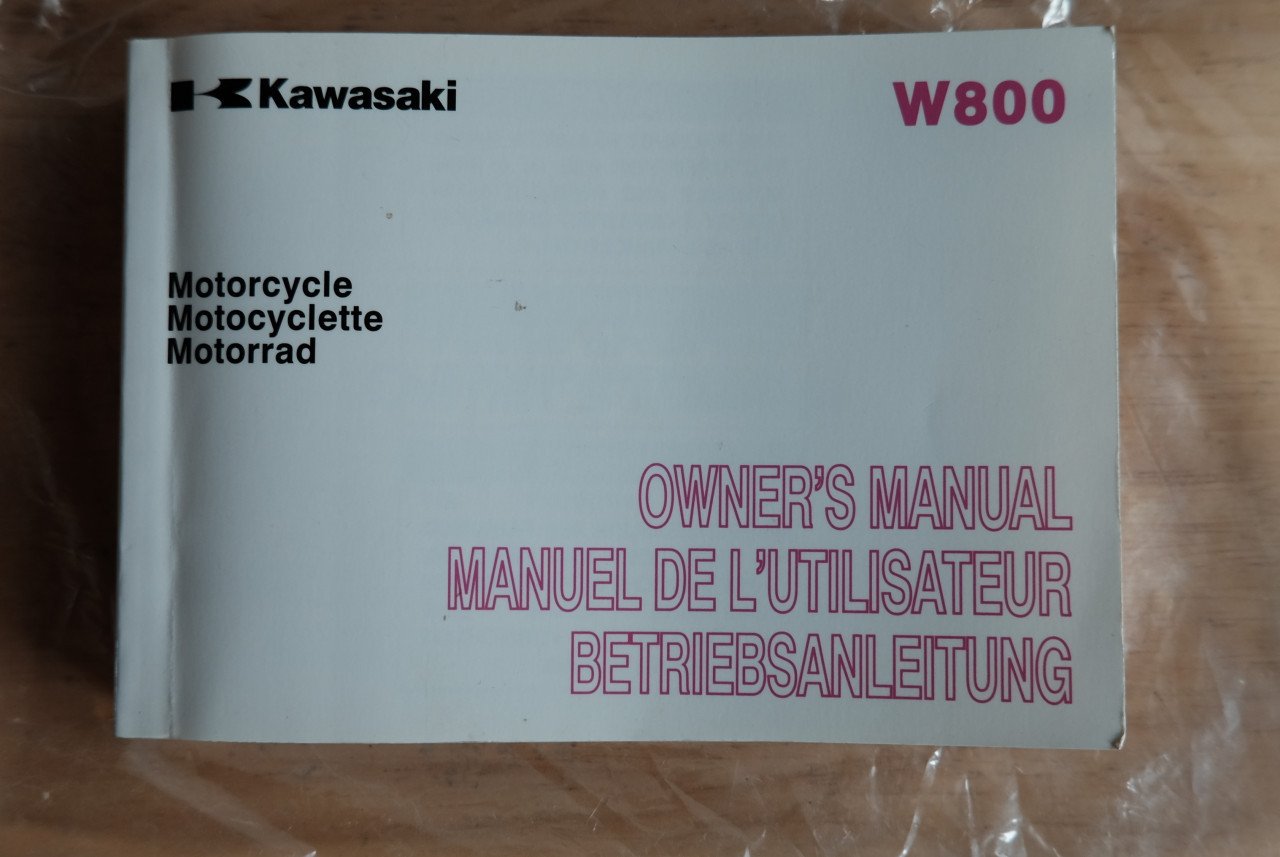 Kawasaki
W800
Motorcycle
Motocyclette
Motorrad
OWNER'S MANUAL
MANUEL DE L'UTILISATEUR
BETRIEBSANLEITUNG